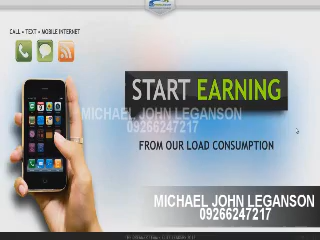 CALL • TEXT • MOBILE INTERNET
START EARNING
MICHAEL JOHN LEGANSON
09266247217
FROM OUR LOAD CONSUMPTION
MICHAEL JOHN LEGANSON
09266247217